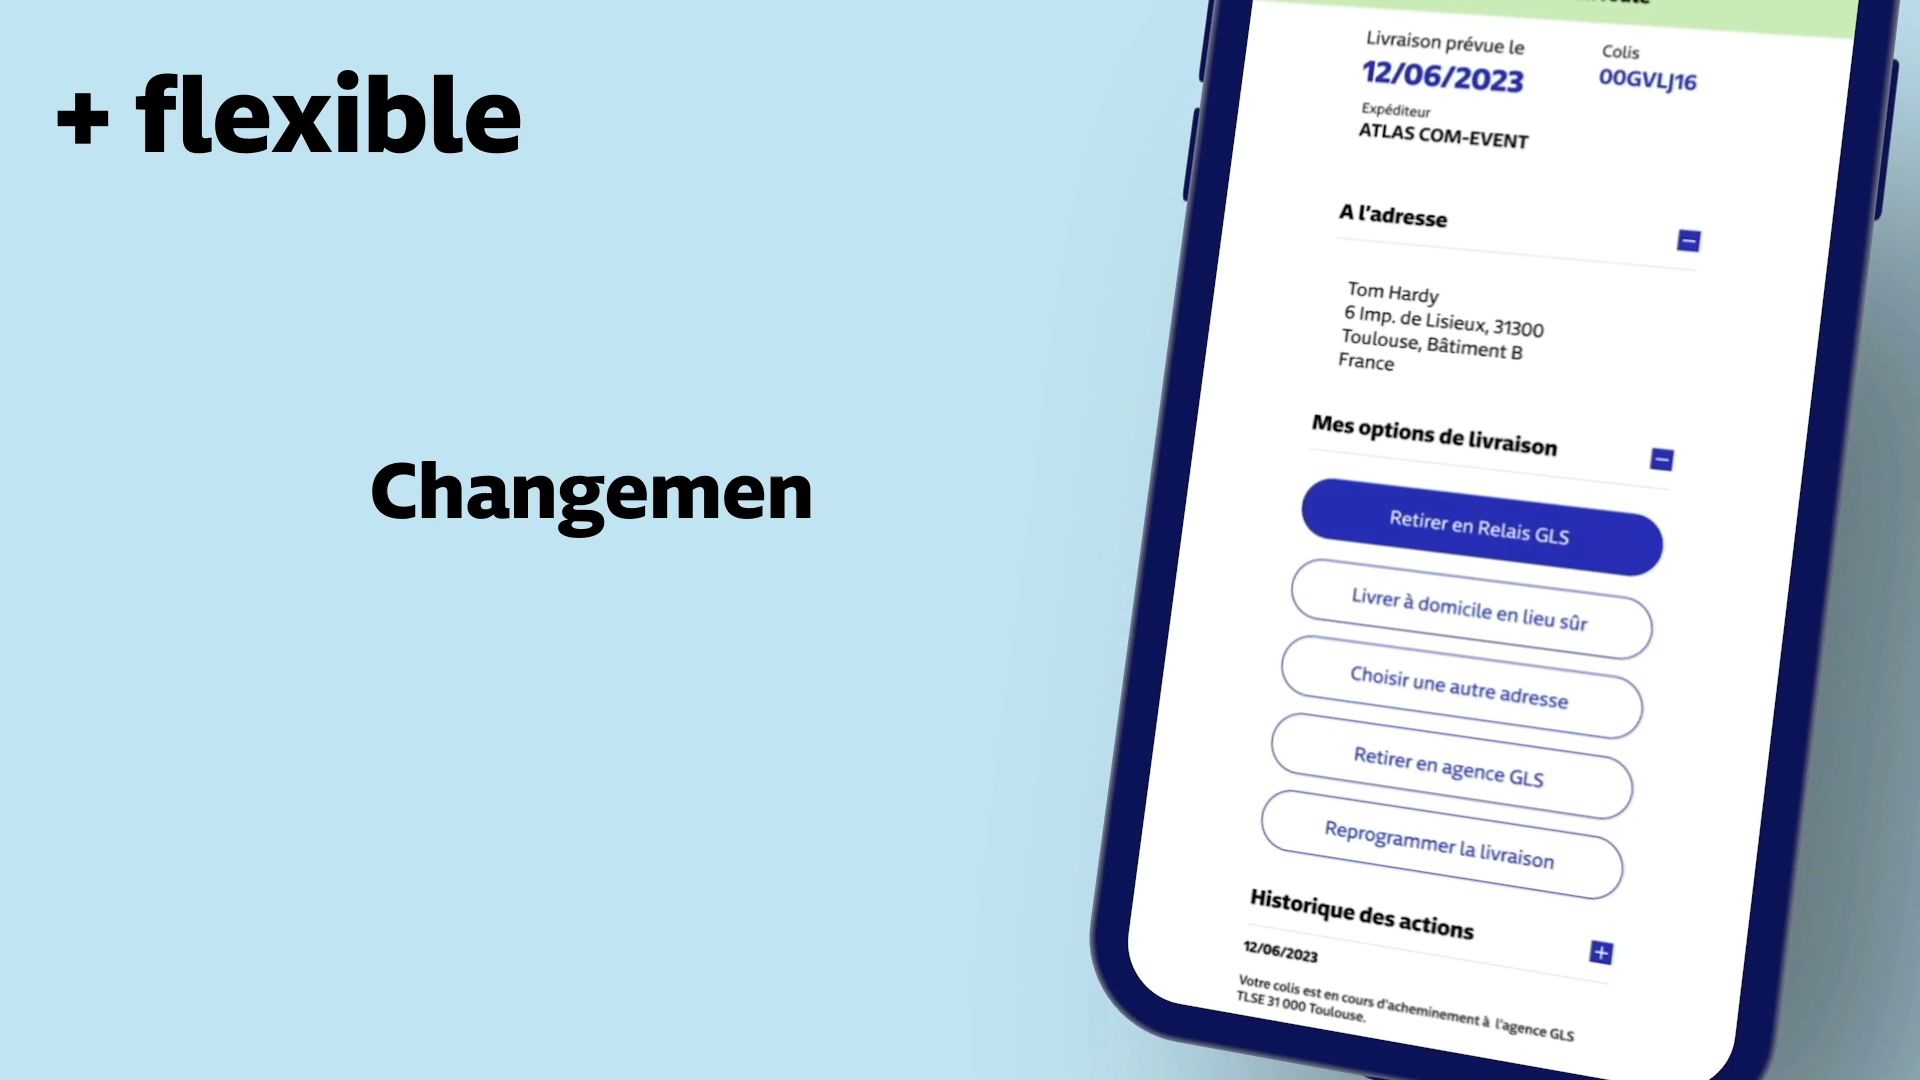 + flexible
Changemen
Livraison prévue le
12/06/2023
Colis
00GVLJ16
Expéditeur
ATLAS COM-EVENT
A l'adresse
Tom Hardy
6 Imp. de Lisieux, 31300
Toulouse, Bâtiment B
France
Mes options de livraison
Retirer en Relais GLS
Livrer à domicile en lieu sûr
Choisir une autre adresse
Retirer en agence GLS
Reprogrammer la livraison
Historique des actions
12/06/2023
Votre colis est en cours d'acheminement à l'agence GLS
TLSE 31 000 Toulouse.